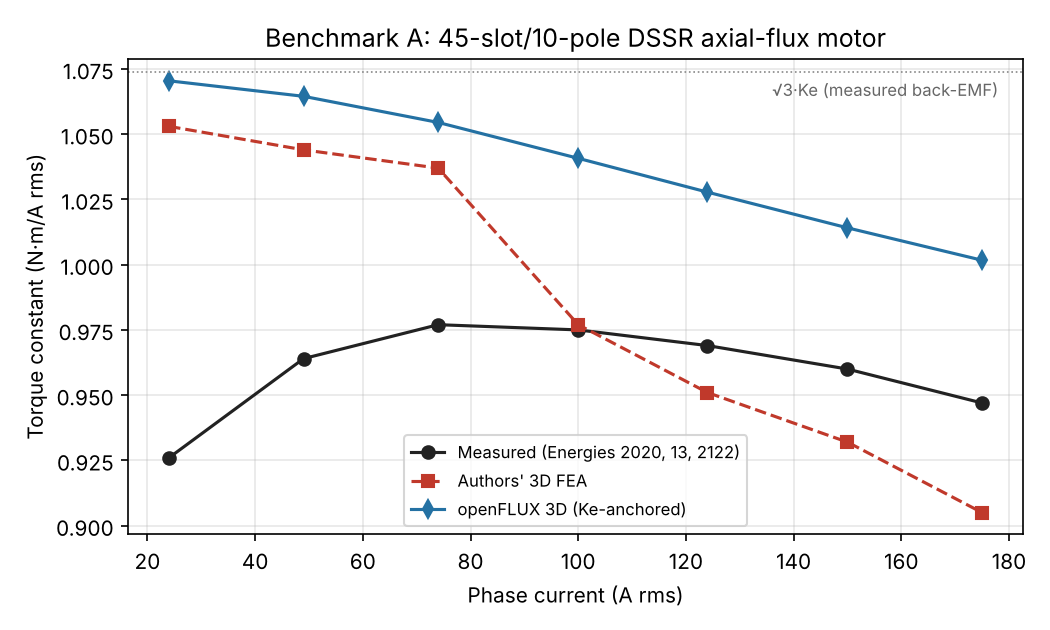 Benchmark A: 45-slot/10-pole DSSR axial-flux motor
1.075
1.050
1.025
1.000
0.975
0.950
0.925
0.900
Torque constant (N·m/A rms)
√3·Ke (measured back-EMF)
Measured (Energies 2020, 13, 2122)
Authors' 3D FEA
openFLUX 3D (Ke-anchored)
20 40 60 80 100 120 140 160 180
Phase current (A rms)